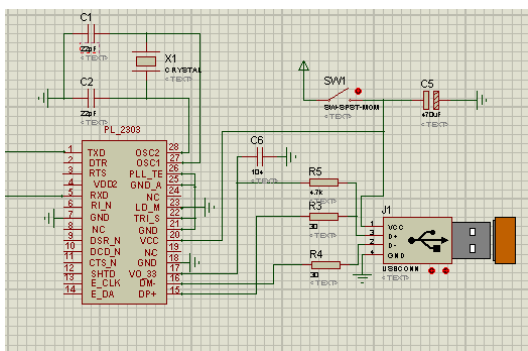 C1
22pF
<TEXT>
X1
CRYSTAL
<TEXT>
C2
22pF
<TEXT>
PL_2303
1 TXD OSC2 28
2 DTR OSC1 27
3 RTS PLL_TE 26
4 VDD2 GND_A 25
5 RXD NC 24
6 RI_N LD_M 23
7 GND TRI_S 22
8 NC GND 21
9 DSR_N VCC 20
10 DCD_N NC 19
11 CTS_N GND 18
12 SHTD VO_33 17
13 E_CLK DM- 16
14 E_DA DP+ 15
SW1
SW-SPST-MOM
<TEXT>
C5
470uF
<TEXT>
C6
104
<TEXT>
R5
4.7K
<TEXT>
R3
30
<TEXT>
R4
30
<TEXT>
J1
1 VCC
3 D+
2 D-
4 GND
USBCONN
<TEXT>